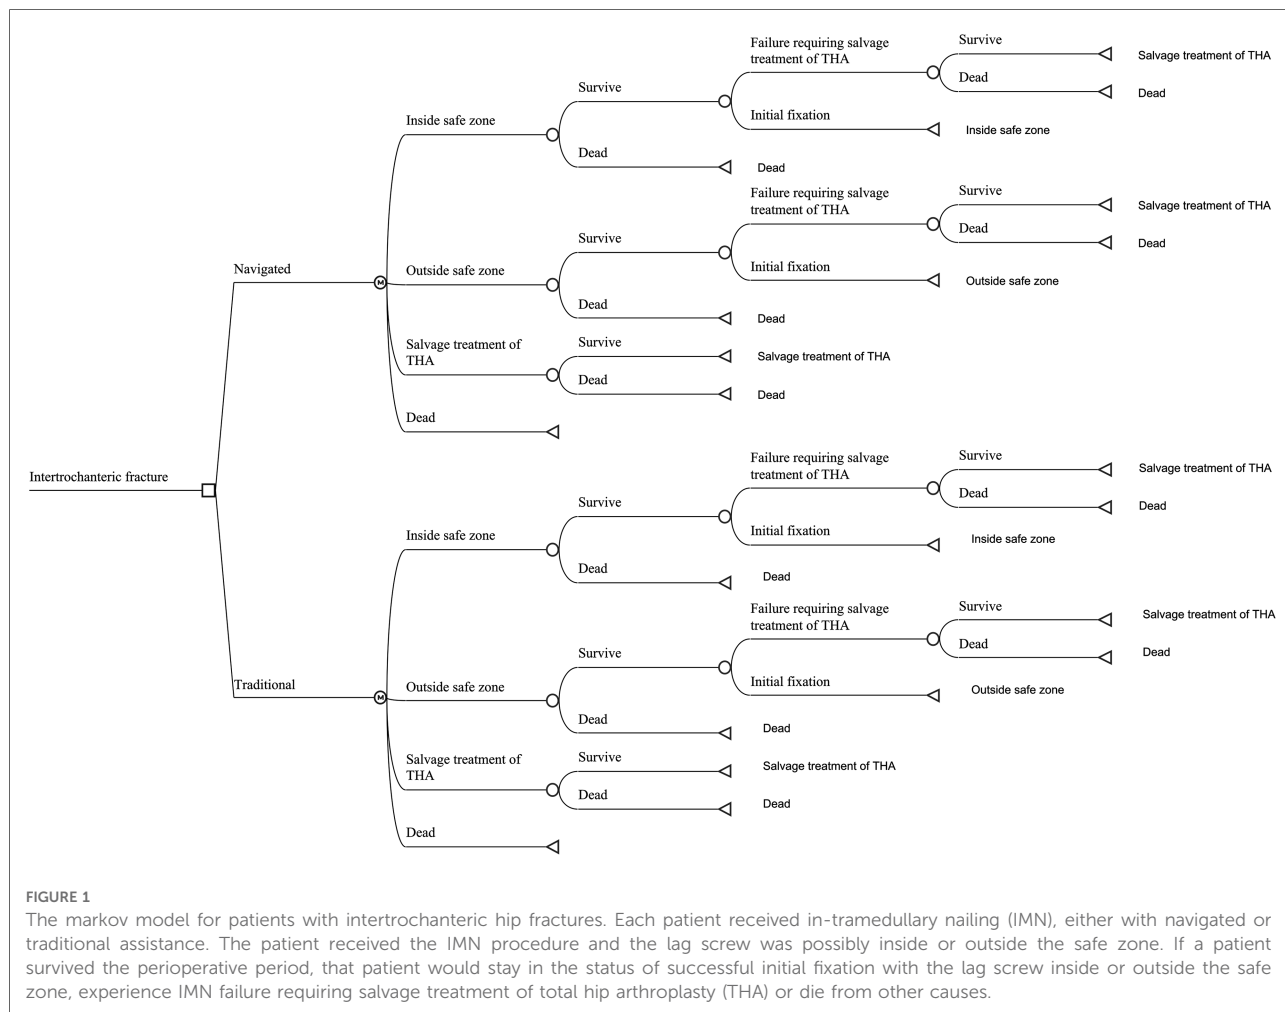 Survive
Salvage treatment of THA
Failure requiring salvage
treatment of THA
Dead
Dead
Survive
Initial fixation
Inside safe zone
Inside safe zone
Dead
Dead
Survive
Salvage treatment of THA
Failure requiring salvage
treatment of THA
Dead
Dead
Survive
Initial fixation
Outside safe zone
Navigated
M
Outside safe zone
Dead
Dead
Salvage treatment of
THA
Survive
Salvage treatment of THA
Dead
Dead
Dead
Intertrochanteric fracture
Survive
Salvage treatment of THA
Failure requiring salvage
treatment of THA
Dead
Dead
Survive
Initial fixation
Inside safe zone
Inside safe zone
Dead
Dead
Survive
Salvage treatment of THA
Failure requiring salvage
treatment of THA
Dead
Dead
Survive
Initial fixation
Outside safe zone
Traditional
M
Outside safe zone
Dead
Dead
Salvage treatment of
THA
Survive
Salvage treatment of THA
Dead
Dead
Dead
FIGURE 1
The markov model for patients with intertrochanteric hip fractures. Each patient received in-tramedullary nailing (IMN), either with navigated or
traditional assistance. The patient received the IMN procedure and the lag screw was possibly inside or outside the safe zone. If a patient
survived the perioperative period, that patient would stay in the status of successful initial fixation with the lag screw inside or outside the safe
zone, experience IMN failure requiring salvage treatment of total hip arthroplasty (THA) or die from other causes.